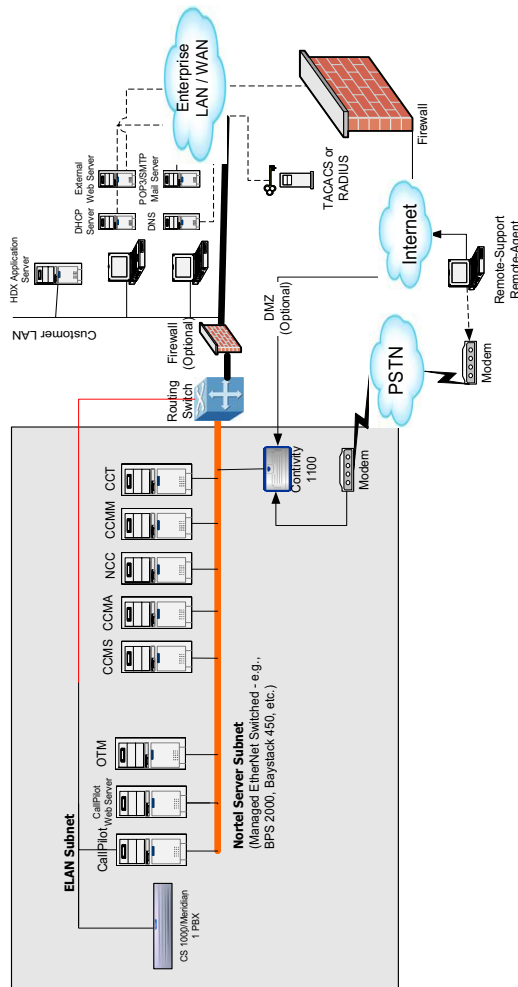 ELAN Subnet
CS 1000/Meridian
1 PBX
CallPilot
CallPilot
Web Server
OTM
CCMS
CCMA
NCC
CCMM
CCT
Nortel Server Subnet
(Managed EtherNet Switched - e.g.,
BPS 2000, Baystack 450, etc.)
Contivity
1100
Modem
Routing
Switch
Firewall
(Optional)
Customer LAN
HDX Application
Server
DHCP
Server
External
Web Server
DNS
POP3/SMTP
Mail Server
Enterprise
LAN / WAN
TACACS or
RADIUS
Firewall
DMZ
(Optional)
Internet
PSTN
Modem
Remote-Support
Remote-Agent